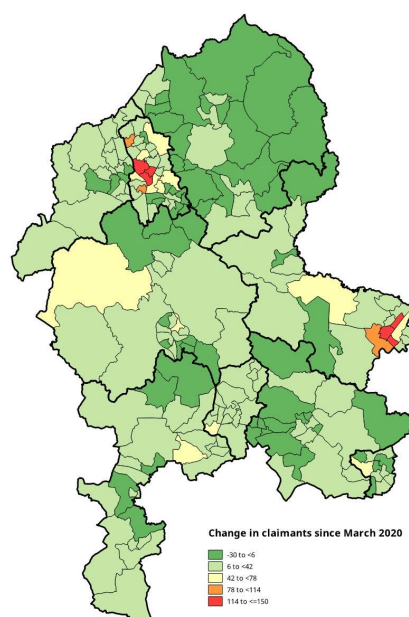 Change in claimants since March 2020
-30 to <6
6 to <42
42 to <78
78 to <114
114 to <=150